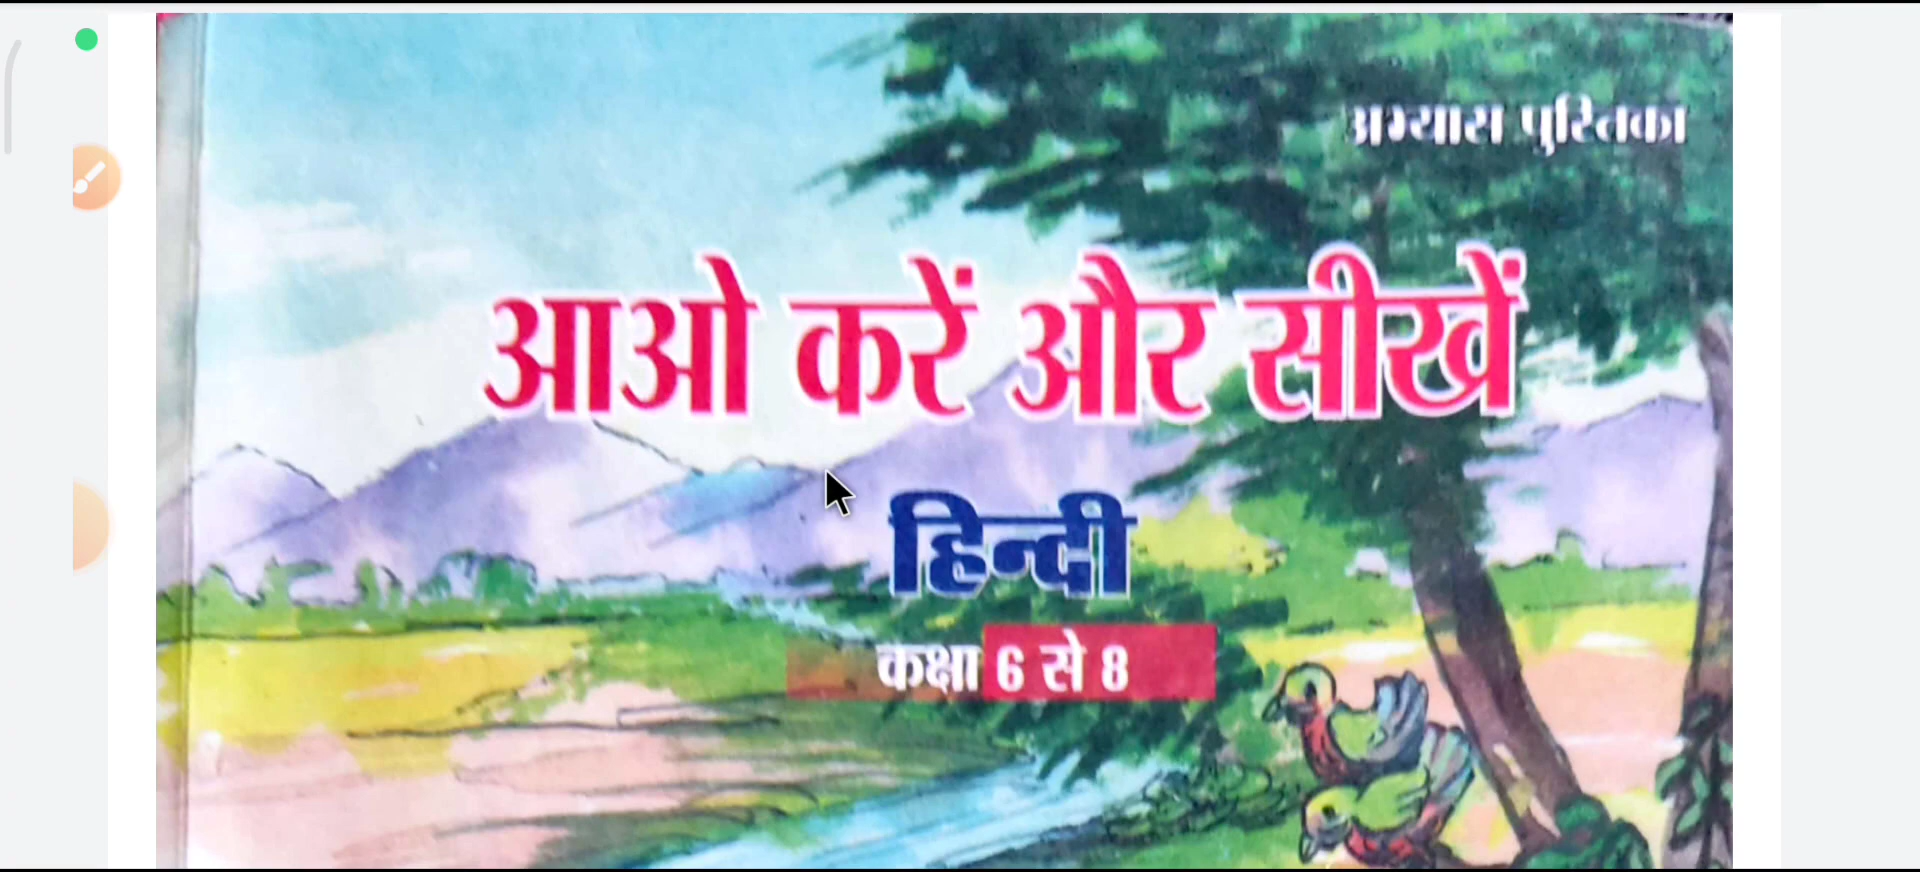 अभ्यास पुस्तिका
आओ करें और सीखें
हिन्दी
कक्षा 6 से 8